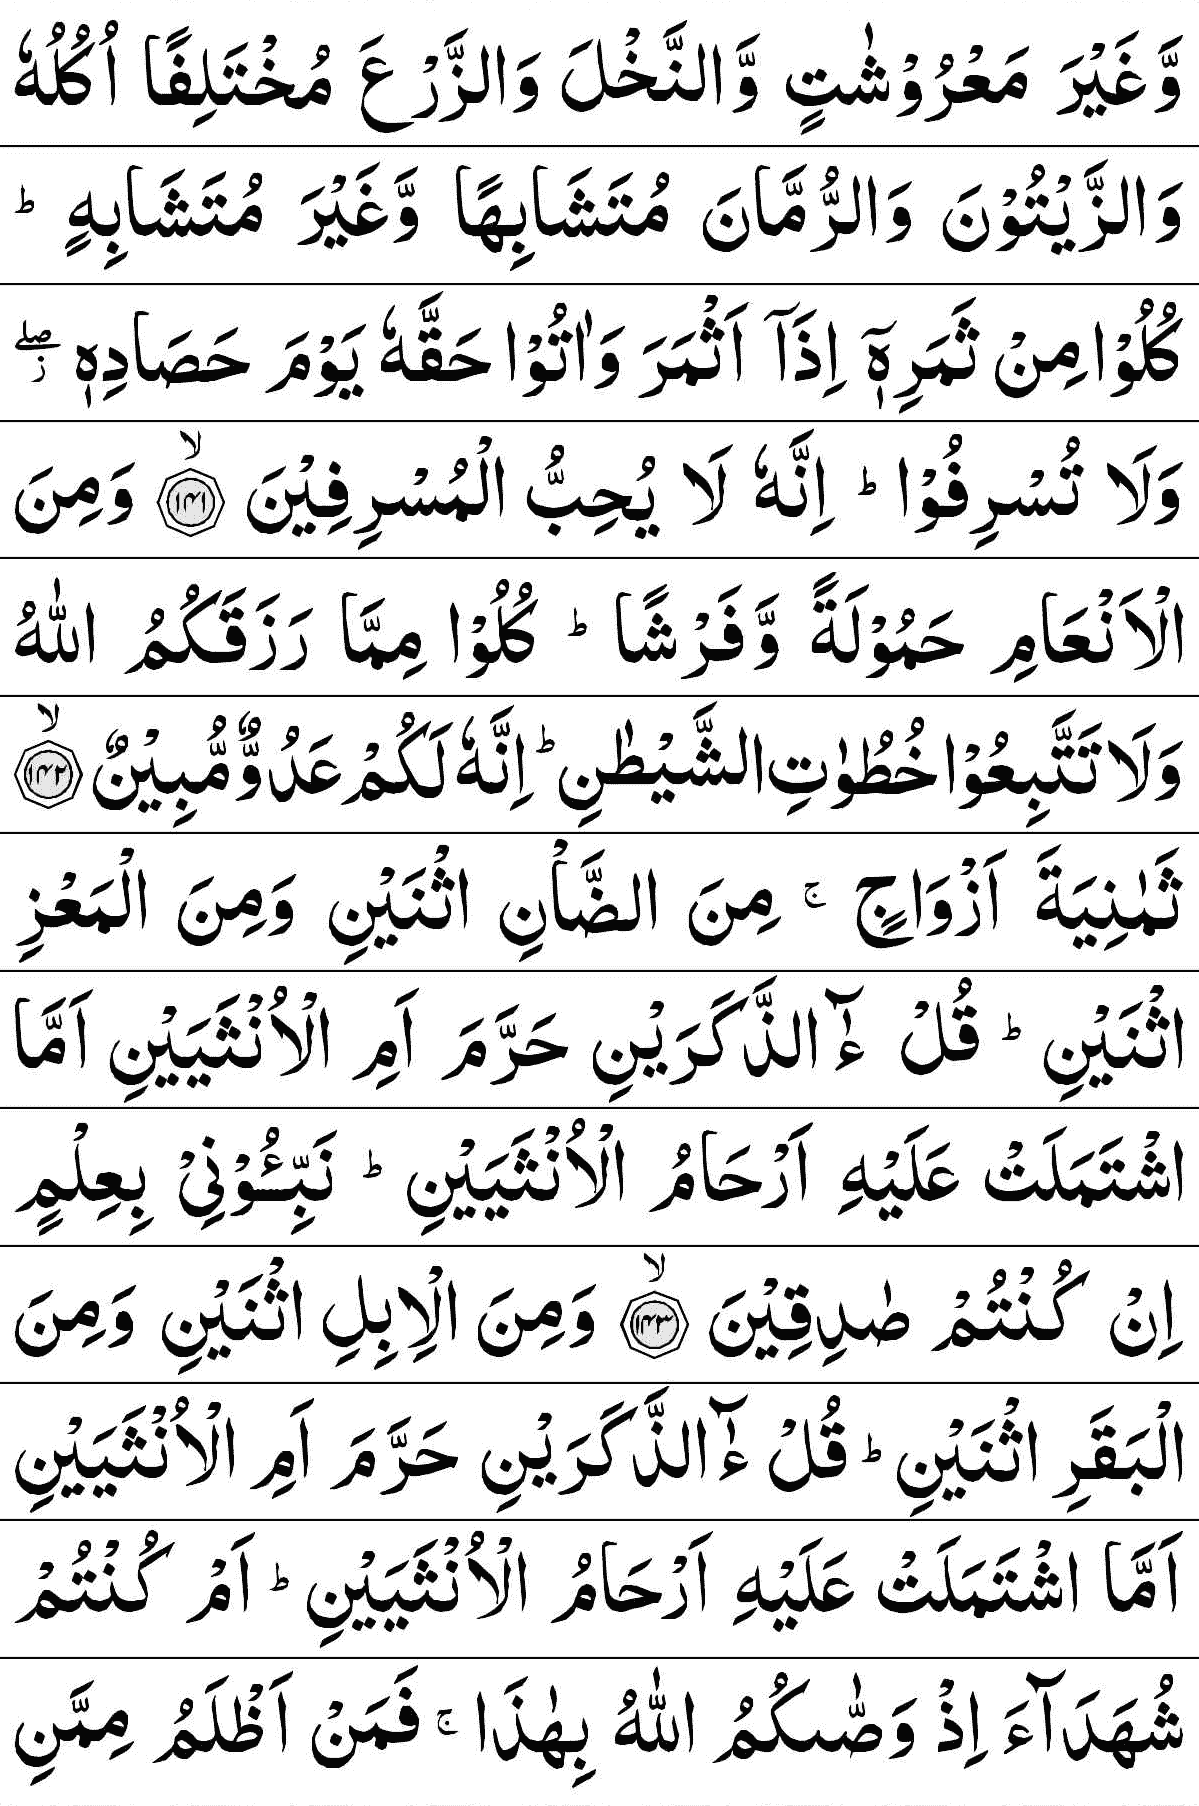 وَّغَيْرَ مَعْرُوْشٰتٍ وَّالنَّخْلَ وَالزَّرْعَ مُخْتَلِفًا اُكُلُهٗ
وَالزَّيْتُوْنَ وَالرُّمَّانَ مُتَشَابِهًا وَّغَيْرَ مُتَشَابِهٍ ؕ
كُلُوْا مِنْ ثَمَرِهٖۤ اِذَاۤ اَثْمَرَ وَاٰتُوْا حَقَّهٗ يَوْمَ حَصَادِهٖ ۖز
وَلَا تُسْرِفُوْا ؕ اِنَّهٗ لَا يُحِبُّ الْمُسْرِفِيْنَ ۙ﴿۱۴۱﴾ وَمِنَ
الْاَنْعَامِ حَمُوْلَةً وَّفَرْشًا ؕ كُلُوْا مِمَّا رَزَقَكُمُ اللّٰهُ
وَلَا تَتَّبِعُوْا خُطُوٰتِ الشَّيْطٰنِ ؕ اِنَّهٗ لَكُمْ عَدُوٌّ مُّبِيْنٌ ۙ﴿۱۴۲﴾
ثَمٰنِيَةَ اَزْوَاجٍ ۚ مِنَ الضَّاْنِ اثْنَيْنِ وَمِنَ الْمَعْزِ
اثْنَيْنِ ؕ قُلْ ءٰٓالذَّكَرَيْنِ حَرَّمَ اَمِ الْاُنْثَيَيْنِ اَمَّا
اشْتَمَلَتْ عَلَيْهِ اَرْحَامُ الْاُنْثَيَيْنِ ؕ نَبِّـُٔوْنِيْ بِعِلْمٍ
اِنْ كُنْتُمْ صٰدِقِيْنَ ۙ﴿۱۴۳﴾ وَمِنَ الْاِبِلِ اثْنَيْنِ وَمِنَ
الْبَقَرِ اثْنَيْنِ ؕ قُلْ ءٰٓالذَّكَرَيْنِ حَرَّمَ اَمِ الْاُنْثَيَيْنِ
اَمَّا اشْتَمَلَتْ عَلَيْهِ اَرْحَامُ الْاُنْثَيَيْنِ ؕ اَمْ كُنْتُمْ
شُهَدَآءَ اِذْ وَصّٰىكُمُ اللّٰهُ بِهٰذَا ۚ فَمَنْ اَظْلَمُ مِمَّنِ